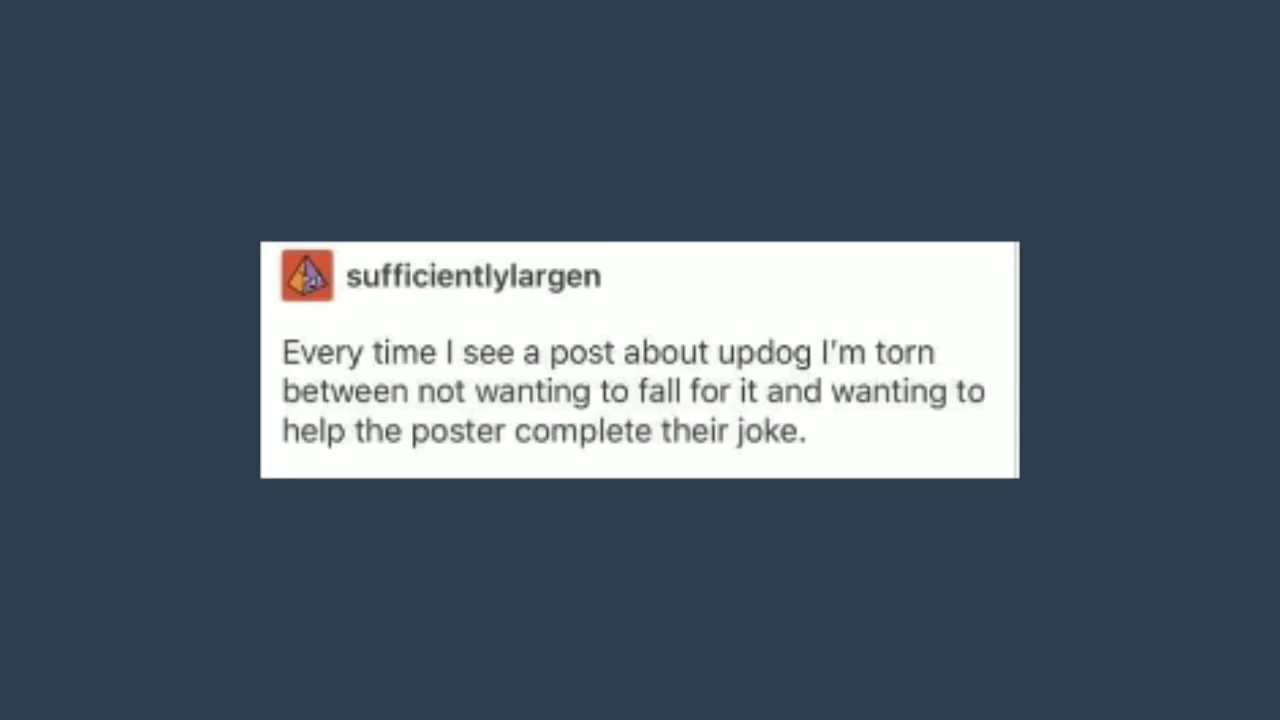 sufficientlylargen
Every time I see a post about updog I'm torn
between not wanting to fall for it and wanting to
help the poster complete their joke.